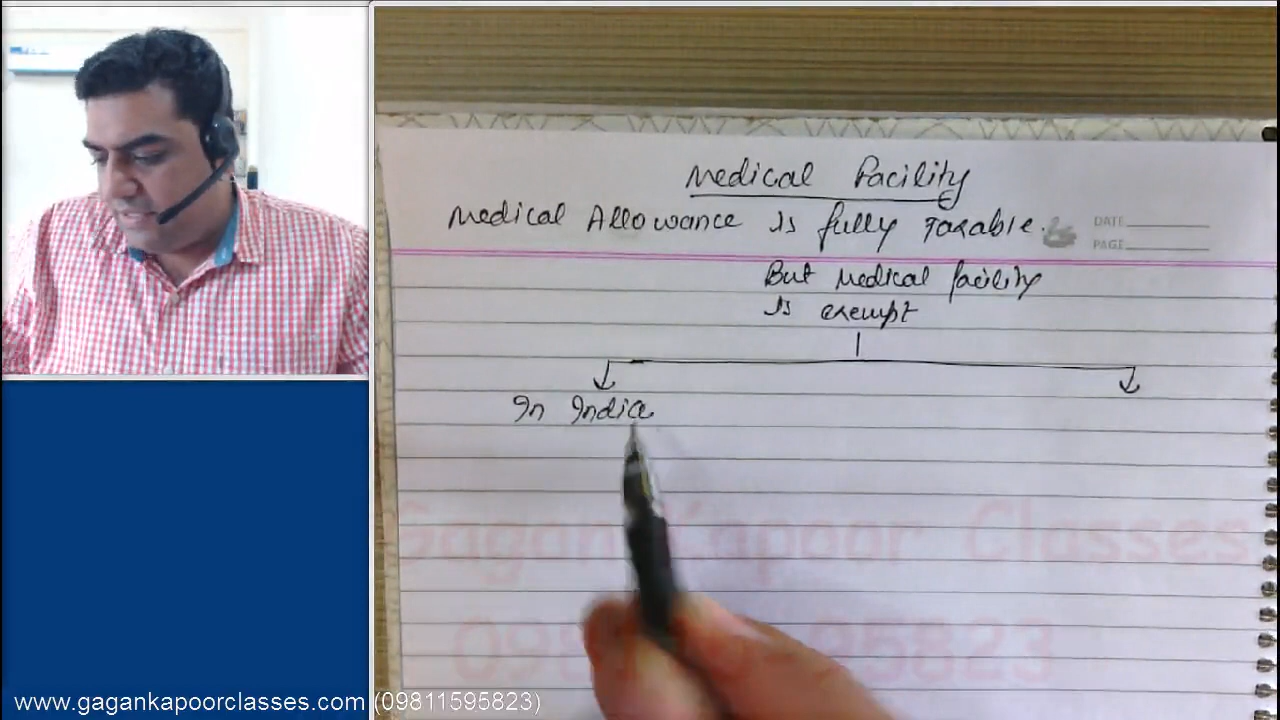 Medical Facility
Medical Allowance is fully Taxable.
DATE
PAGE
But Medical facility
is exempt
In India
Gagan Kapoor Classes
www.gagankapoorclasses.com (09811595823)